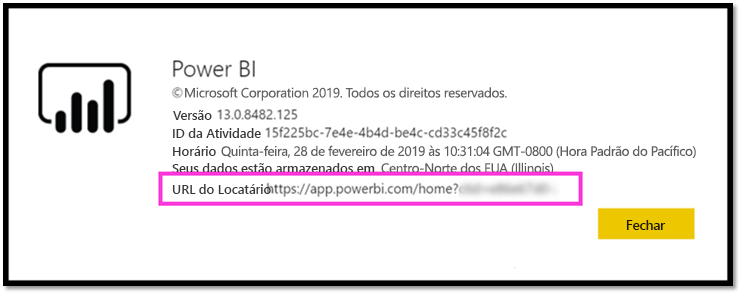 Power BI
© Microsoft Corporation 2019. Todos os direitos reservados.
Versão 13.0.8482.125
ID da Atividade 15f225bc-7e4e-4b4d-be4c-cd33c45f8f2c
Horário Quinta-feira, 28 de fevereiro de 2019 às 10:31:04 GMT-0800 (Hora Padrão do Pacífico)
Seus dados estão armazenados em Centro-Norte dos EUA (Illinois)
URL do Locatário https://app.powerbi.com/home?
Fechar